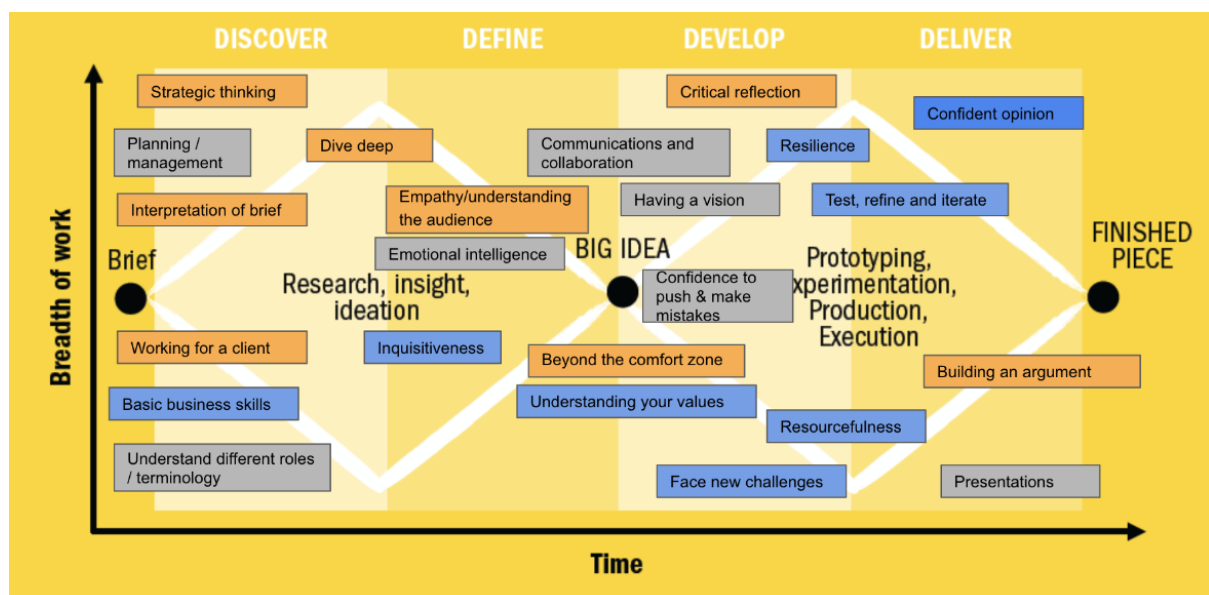 DISCOVER
DEFINE
DEVELOP
DELIVER
Strategic thinking
Critical reflection
Confident opinion
Planning /
management
Dive deep
Communications and
collaboration
Resilience
Interpretation of brief
Empathy/understanding
the audience
Having a vision
Test, refine and iterate
Breadth of work
Brief
Emotional intelligence
BIG IDEA
FINISHED
PIECE
Research, insight,
ideation
Confidence to
push & make
mistakes
Prototyping,
xperimentation,
Production,
Execution
Working for a client
Inquisitiveness
Beyond the comfort zone
Building an argument
Basic business skills
Understanding your values
Resourcefulness
Understand different roles
/ terminology
Face new challenges
Presentations
Time